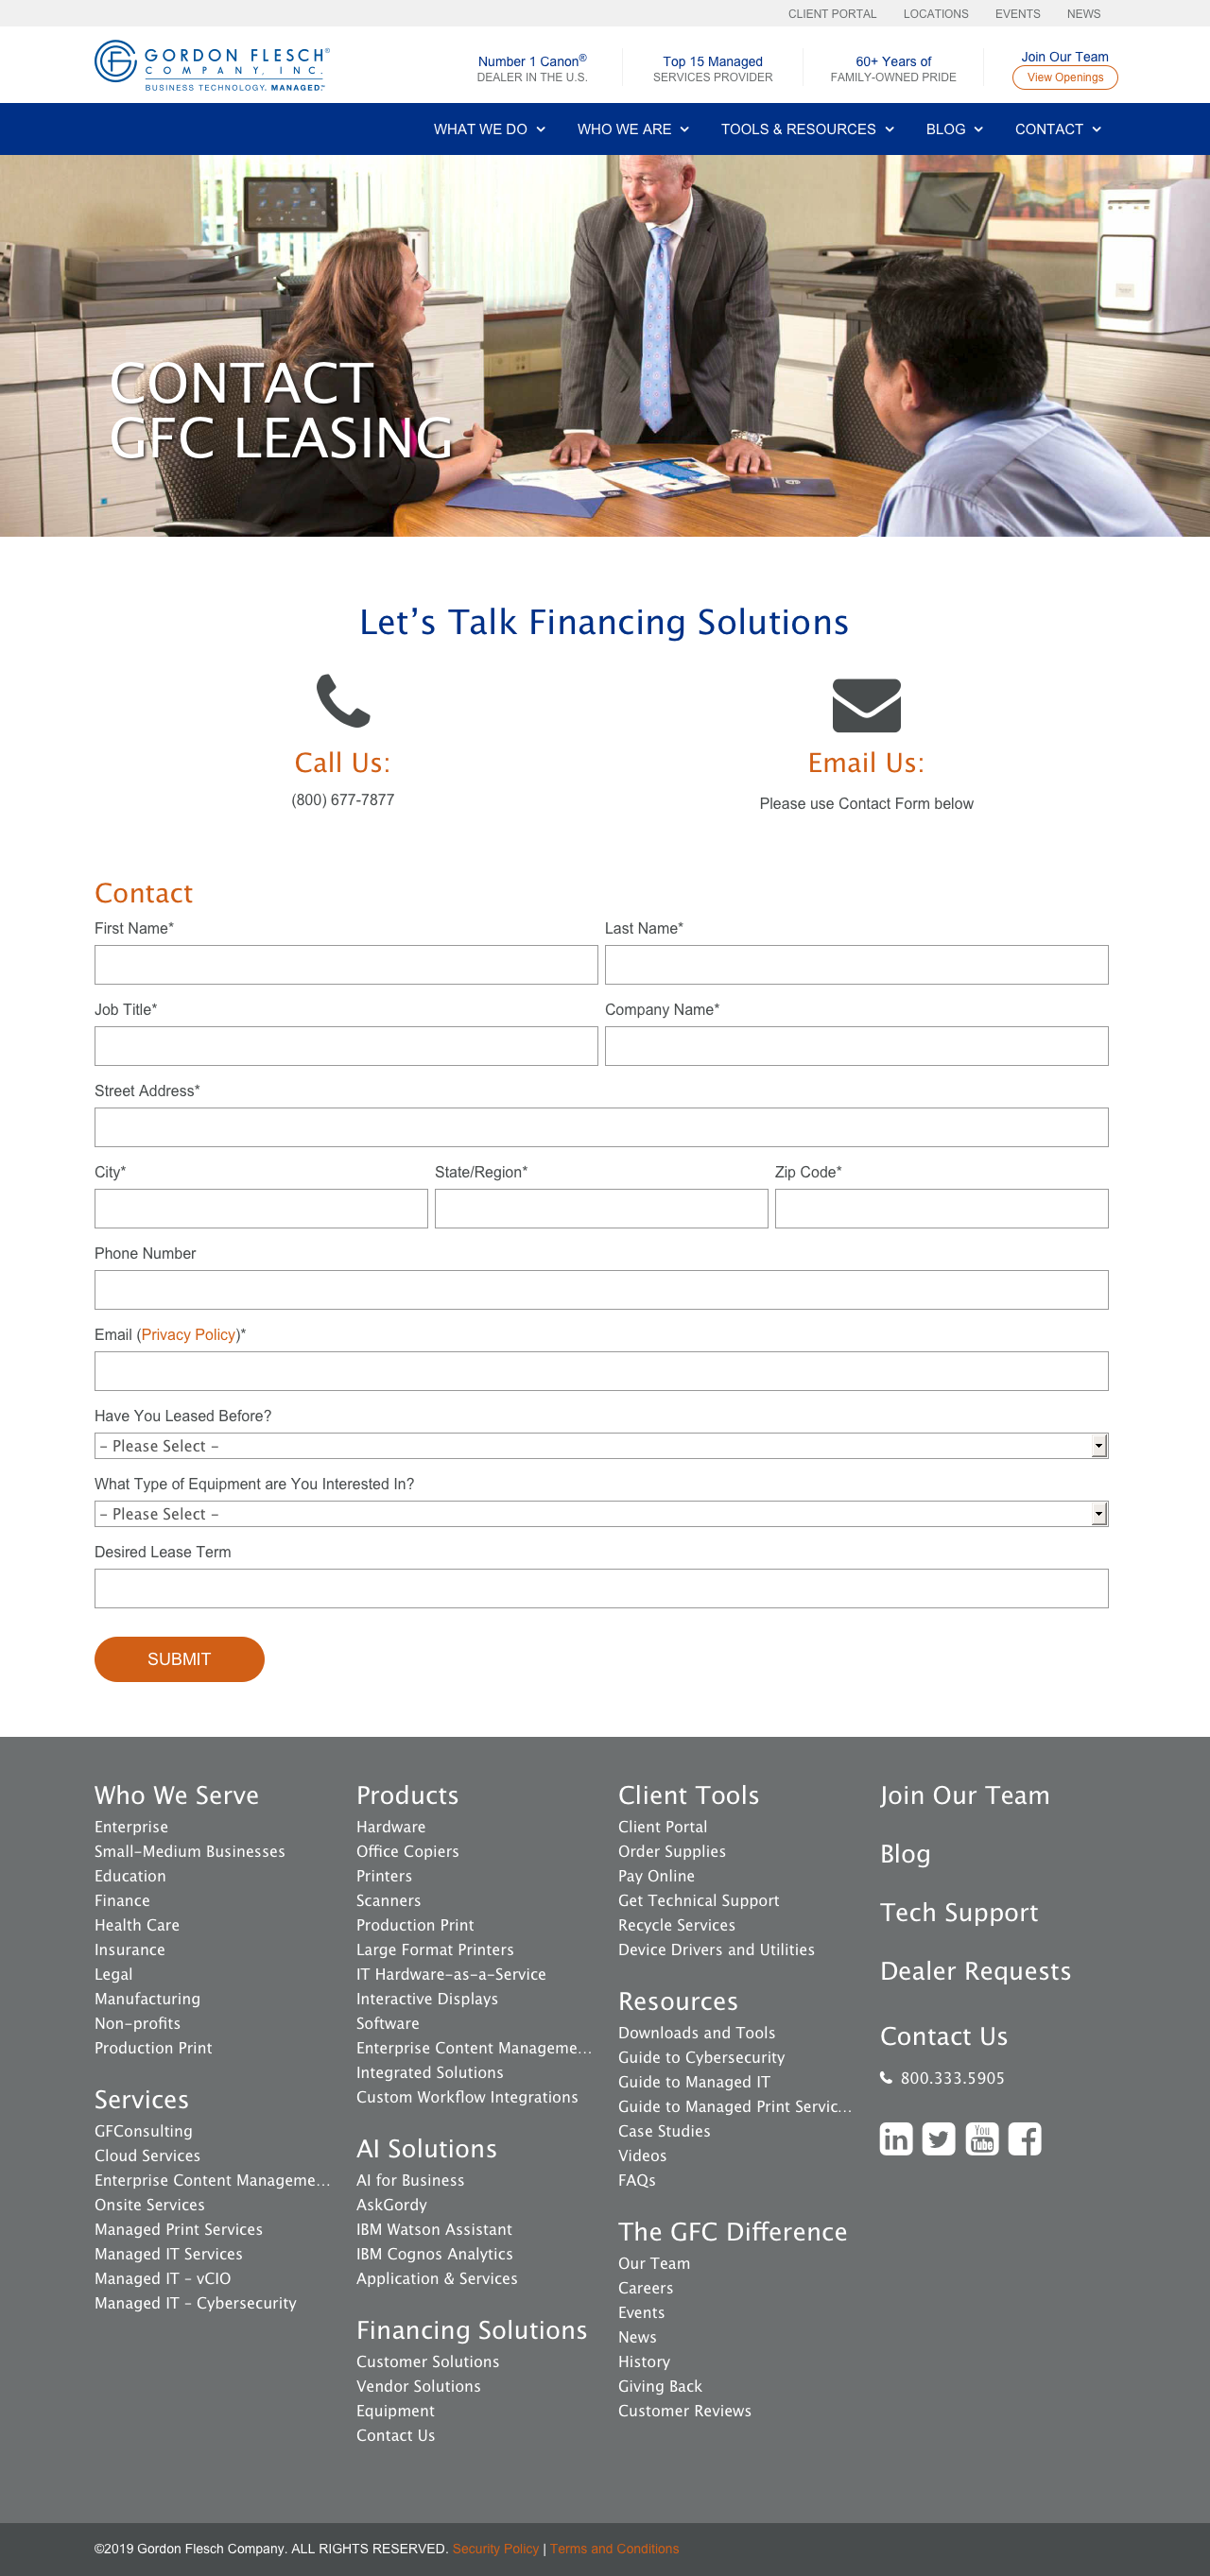 CLIENT PORTAL LOCATIONS EVENTS NEWS
GORDON FLESCH®
COMPANY, INC.
BUSINESS TECHNOLOGY. MANAGED.™
Number 1 Canon®
DEALER IN THE U.S.
Top 15 Managed
SERVICES PROVIDER
60+ Years of
FAMILY-OWNED PRIDE
Join Our Team
View Openings
WHAT WE DO WHO WE ARE TOOLS & RESOURCES BLOG CONTACT
CONTACT
GFC LEASING
Let’s Talk Financing Solutions
Call Us:
(800) 677-7877
Email Us:
Please use Contact Form below
Contact
First Name* Last Name*
Job Title* Company Name*
Street Address*
City* State/Region* Zip Code*
Phone Number
Email (Privacy Policy)*
Have You Leased Before?
- Please Select -
What Type of Equipment are You Interested In?
- Please Select -
Desired Lease Term
SUBMIT
Who We Serve
Enterprise
Small-Medium Businesses
Education
Finance
Health Care
Insurance
Legal
Manufacturing
Non-profits
Production Print
Services
GFConsulting
Cloud Services
Enterprise Content Manageme...
Onsite Services
Managed Print Services
Managed IT Services
Managed IT - vCIO
Managed IT - Cybersecurity
Products
Hardware
Office Copiers
Printers
Scanners
Production Print
Large Format Printers
IT Hardware-as-a-Service
Interactive Displays
Software
Enterprise Content Manageme...
Integrated Solutions
Custom Workflow Integrations
AI Solutions
AI for Business
AskGordy
IBM Watson Assistant
IBM Cognos Analytics
Application & Services
Financing Solutions
Customer Solutions
Vendor Solutions
Equipment
Contact Us
Client Tools
Client Portal
Order Supplies
Pay Online
Get Technical Support
Recycle Services
Device Drivers and Utilities
Resources
Downloads and Tools
Guide to Cybersecurity
Guide to Managed IT
Guide to Managed Print Servic...
Case Studies
Videos
FAQs
The GFC Difference
Our Team
Careers
Events
News
History
Giving Back
Customer Reviews
Join Our Team
Blog
Tech Support
Dealer Requests
Contact Us
800.333.5905
in You Tube f
©2019 Gordon Flesch Company. ALL RIGHTS RESERVED. Security Policy | Terms and Conditions